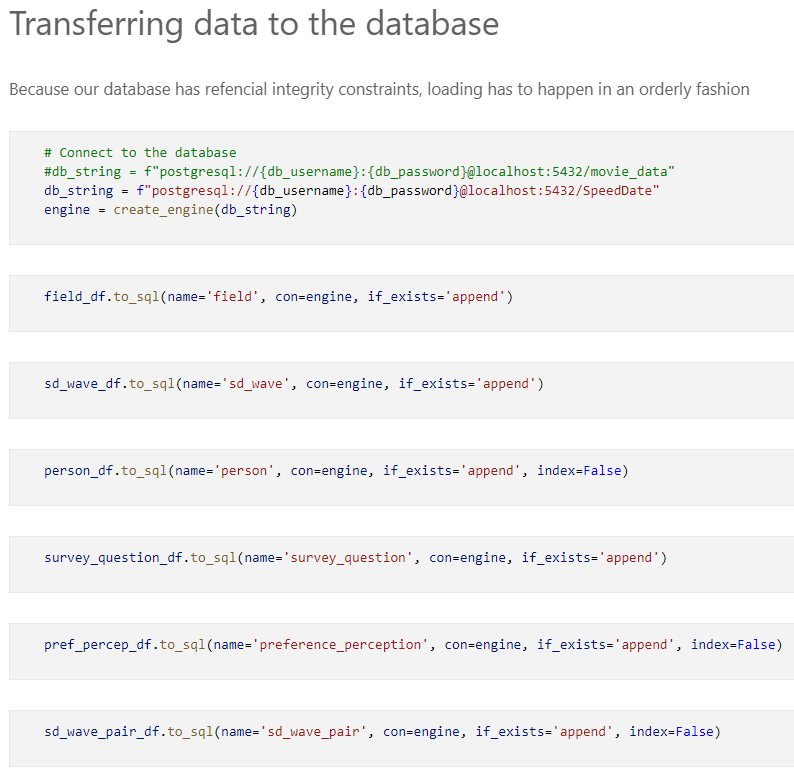 Transferring data to the database
Because our database has refencial integrity constraints, loading has to happen in an orderly fashion
# Connect to the database
#db_string = f"postgresql://{db_username}:{db_password}@localhost:5432/movie_data"
db_string = f"postgresql://{db_username}:{db_password}@localhost:5432/SpeedDate"
engine = create_engine(db_string)
field_df.to_sql(name='field', con=engine, if_exists='append')
sd_wave_df.to_sql(name='sd_wave', con=engine, if_exists='append')
person_df.to_sql(name='person', con=engine, if_exists='append', index=False)
survey_question_df.to_sql(name='survey_question', con=engine, if_exists='append')
pref_percep_df.to_sql(name='preference_perception', con=engine, if_exists='append', index=False)
sd_wave_pair_df.to_sql(name='sd_wave_pair', con=engine, if_exists='append', index=False)